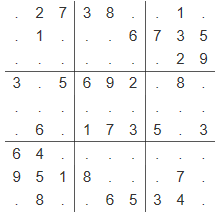 . 2 7 3 8 . . 1 .
. 1 . . . 6 7 3 5
. . . . . . . 2 9
3 . 5 6 9 2 . 8 .
. . . . . . . . .
. 6 . 1 7 3 5 . 3
6 4 . . . . . . .
9 5 1 8 . . . 7 .
. 8 . . 6 5 3 4 .